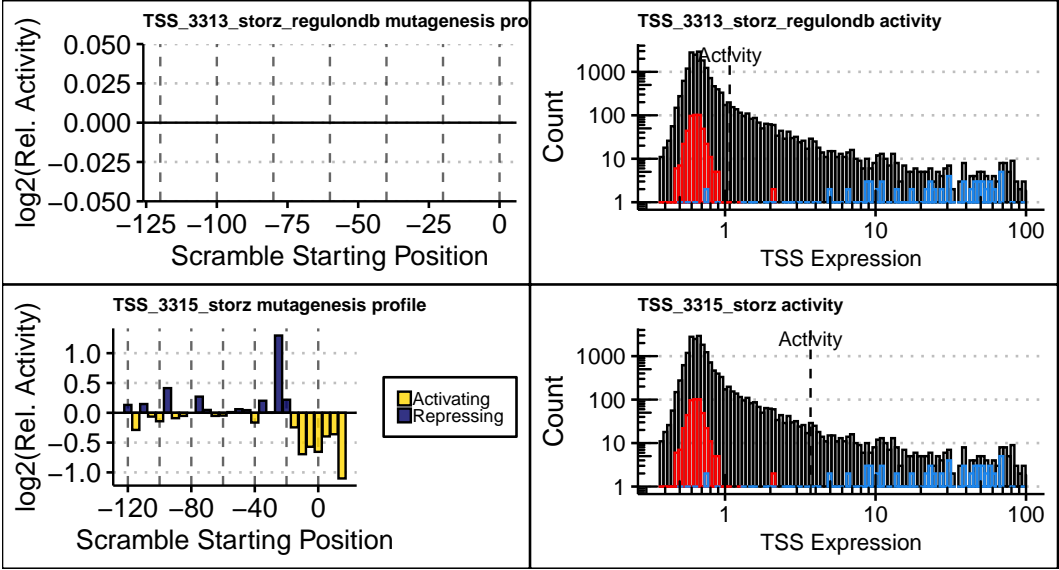 TSS_3313_storz_regulondb mutagenesis pro
log2(Rel. Activity)
0.050
0.025
0.000
−0.025
−0.050
−125 −100 −75 −50 −25 0
Scramble Starting Position
TSS_3313_storz_regulondb activity
Activity
Count
1000
100
10
1
1 10 100
TSS Expression
TSS_3315_storz mutagenesis profile
log2(Rel. Activity)
1.0
0.5
0.0
−0.5
−1.0
−120 −80 −40 0
Scramble Starting Position
Activating
Repressing
TSS_3315_storz activity
Activity
Count
1000
100
10
1
1 10 100
TSS Expression